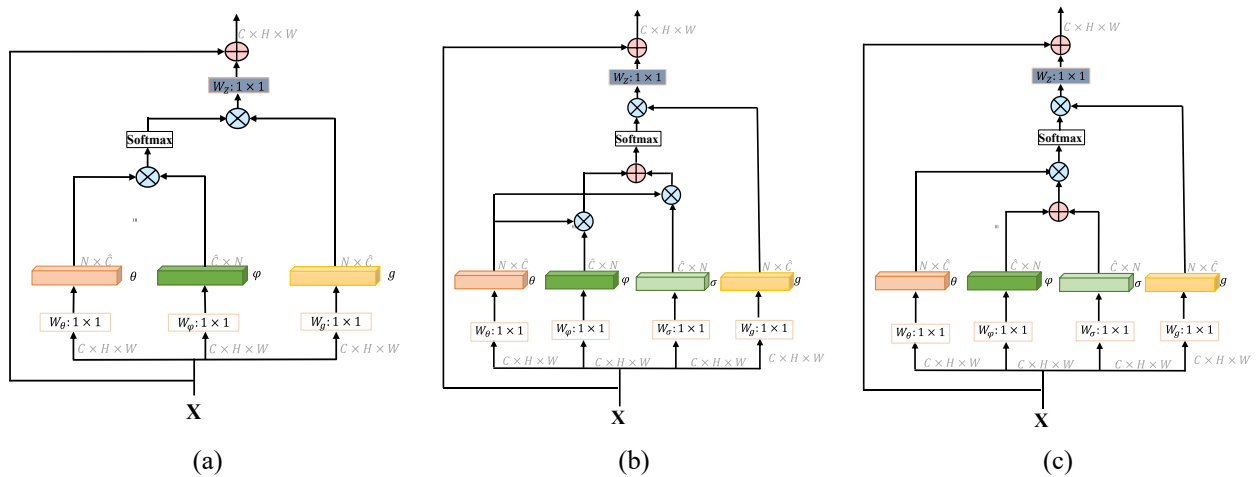 C × H × W
W_Z: 1 × 1
Softmax
N × Ĉ
θ
Ĉ × N
φ
N × Ĉ
g
W_θ: 1 × 1
W_φ: 1 × 1
W_g: 1 × 1
C × H × W
C × H × W
C × H × W
X
(a)
C × H × W
W_Z: 1 × 1
Softmax
N × Ĉ
θ
Ĉ × N
φ
Ĉ × N
σ
N × Ĉ
g
W_θ: 1 × 1
W_φ: 1 × 1
W_σ: 1 × 1
W_g: 1 × 1
C × H × W
C × H × W
C × H × W
C × H × W
X
(b)
C × H × W
W_Z: 1 × 1
Softmax
N × Ĉ
θ
Ĉ × N
φ
Ĉ × N
σ
N × Ĉ
g
W_θ: 1 × 1
W_φ: 1 × 1
W_σ: 1 × 1
W_g: 1 × 1
C × H × W
C × H × W
C × H × W
C × H × W
X
(c)